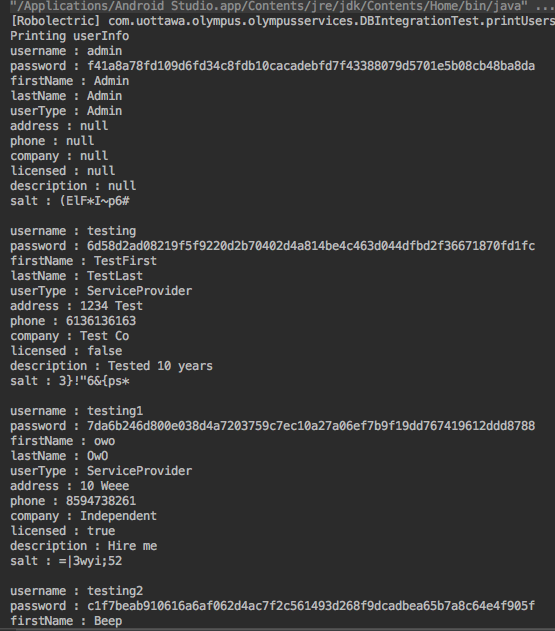 "/Applications/Android Studio.app/Contents/jre/jdk/Contents/Home/bin/java" ...
[Robolectric] com.uottawa.olympus.olympusservices.DBIntegrationTest.printUsers
Printing userInfo
username : admin
password : f41a8a78fd109d6fd34c8fdb10cacadebfd7f43388079d5701e5b08cb48ba8da
firstName : Admin
lastName : Admin
userType : Admin
address : null
phone : null
company : null
licensed : null
description : null
salt : (ElF*I~p6#
username : testing
password : 6d58d2ad08219f5f9220d2b70402d4a814be4c463d044dfbd2f36671870fd1fc
firstName : TestFirst
lastName : TestLast
userType : ServiceProvider
address : 1234 Test
phone : 6136136163
company : Test Co
licensed : false
description : Tested 10 years
salt : 3}!"6&{ps*
username : testing1
password : 7da6b246d800e038d4a7203759c7ec10a27a06ef7b9f19dd767419612ddd8788
firstName : owo
lastName : OwO
userType : ServiceProvider
address : 10 Weee
phone : 8594738261
company : Independent
licensed : true
description : Hire me
salt : =|3wyi;52
username : testing2
password : c1f7beab910616a6af062d4ac7f2c561493d268f9dcadbea65b7a8c64e4f905f
firstName : Beep